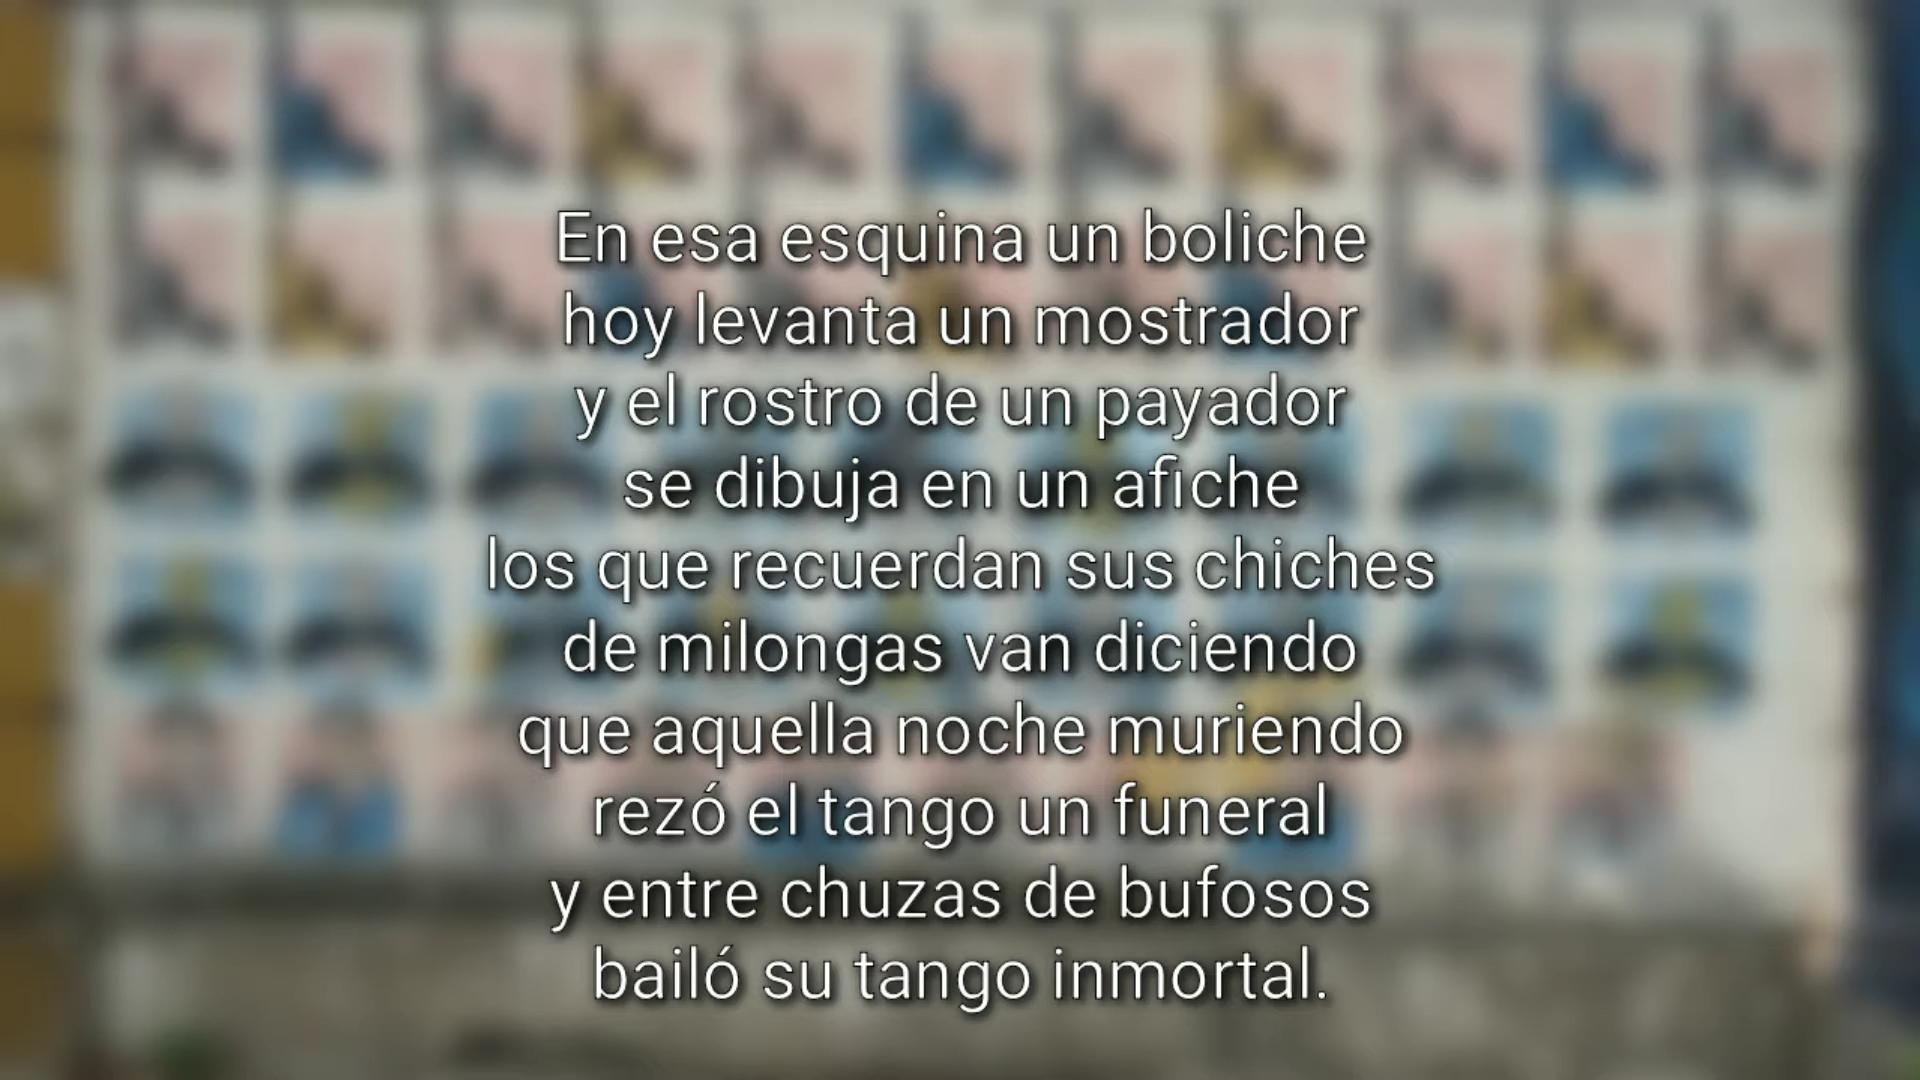 En esa esquina un boliche
hoy levanta un mostrador
y el rostro de un payador
se dibuja en un afiche
los que recuerdan sus chiches
de milongas van diciendo
que aquella noche muriendo
rezó el tango un funeral
y entre chuzas de bufosos
bailó su tango inmortal.